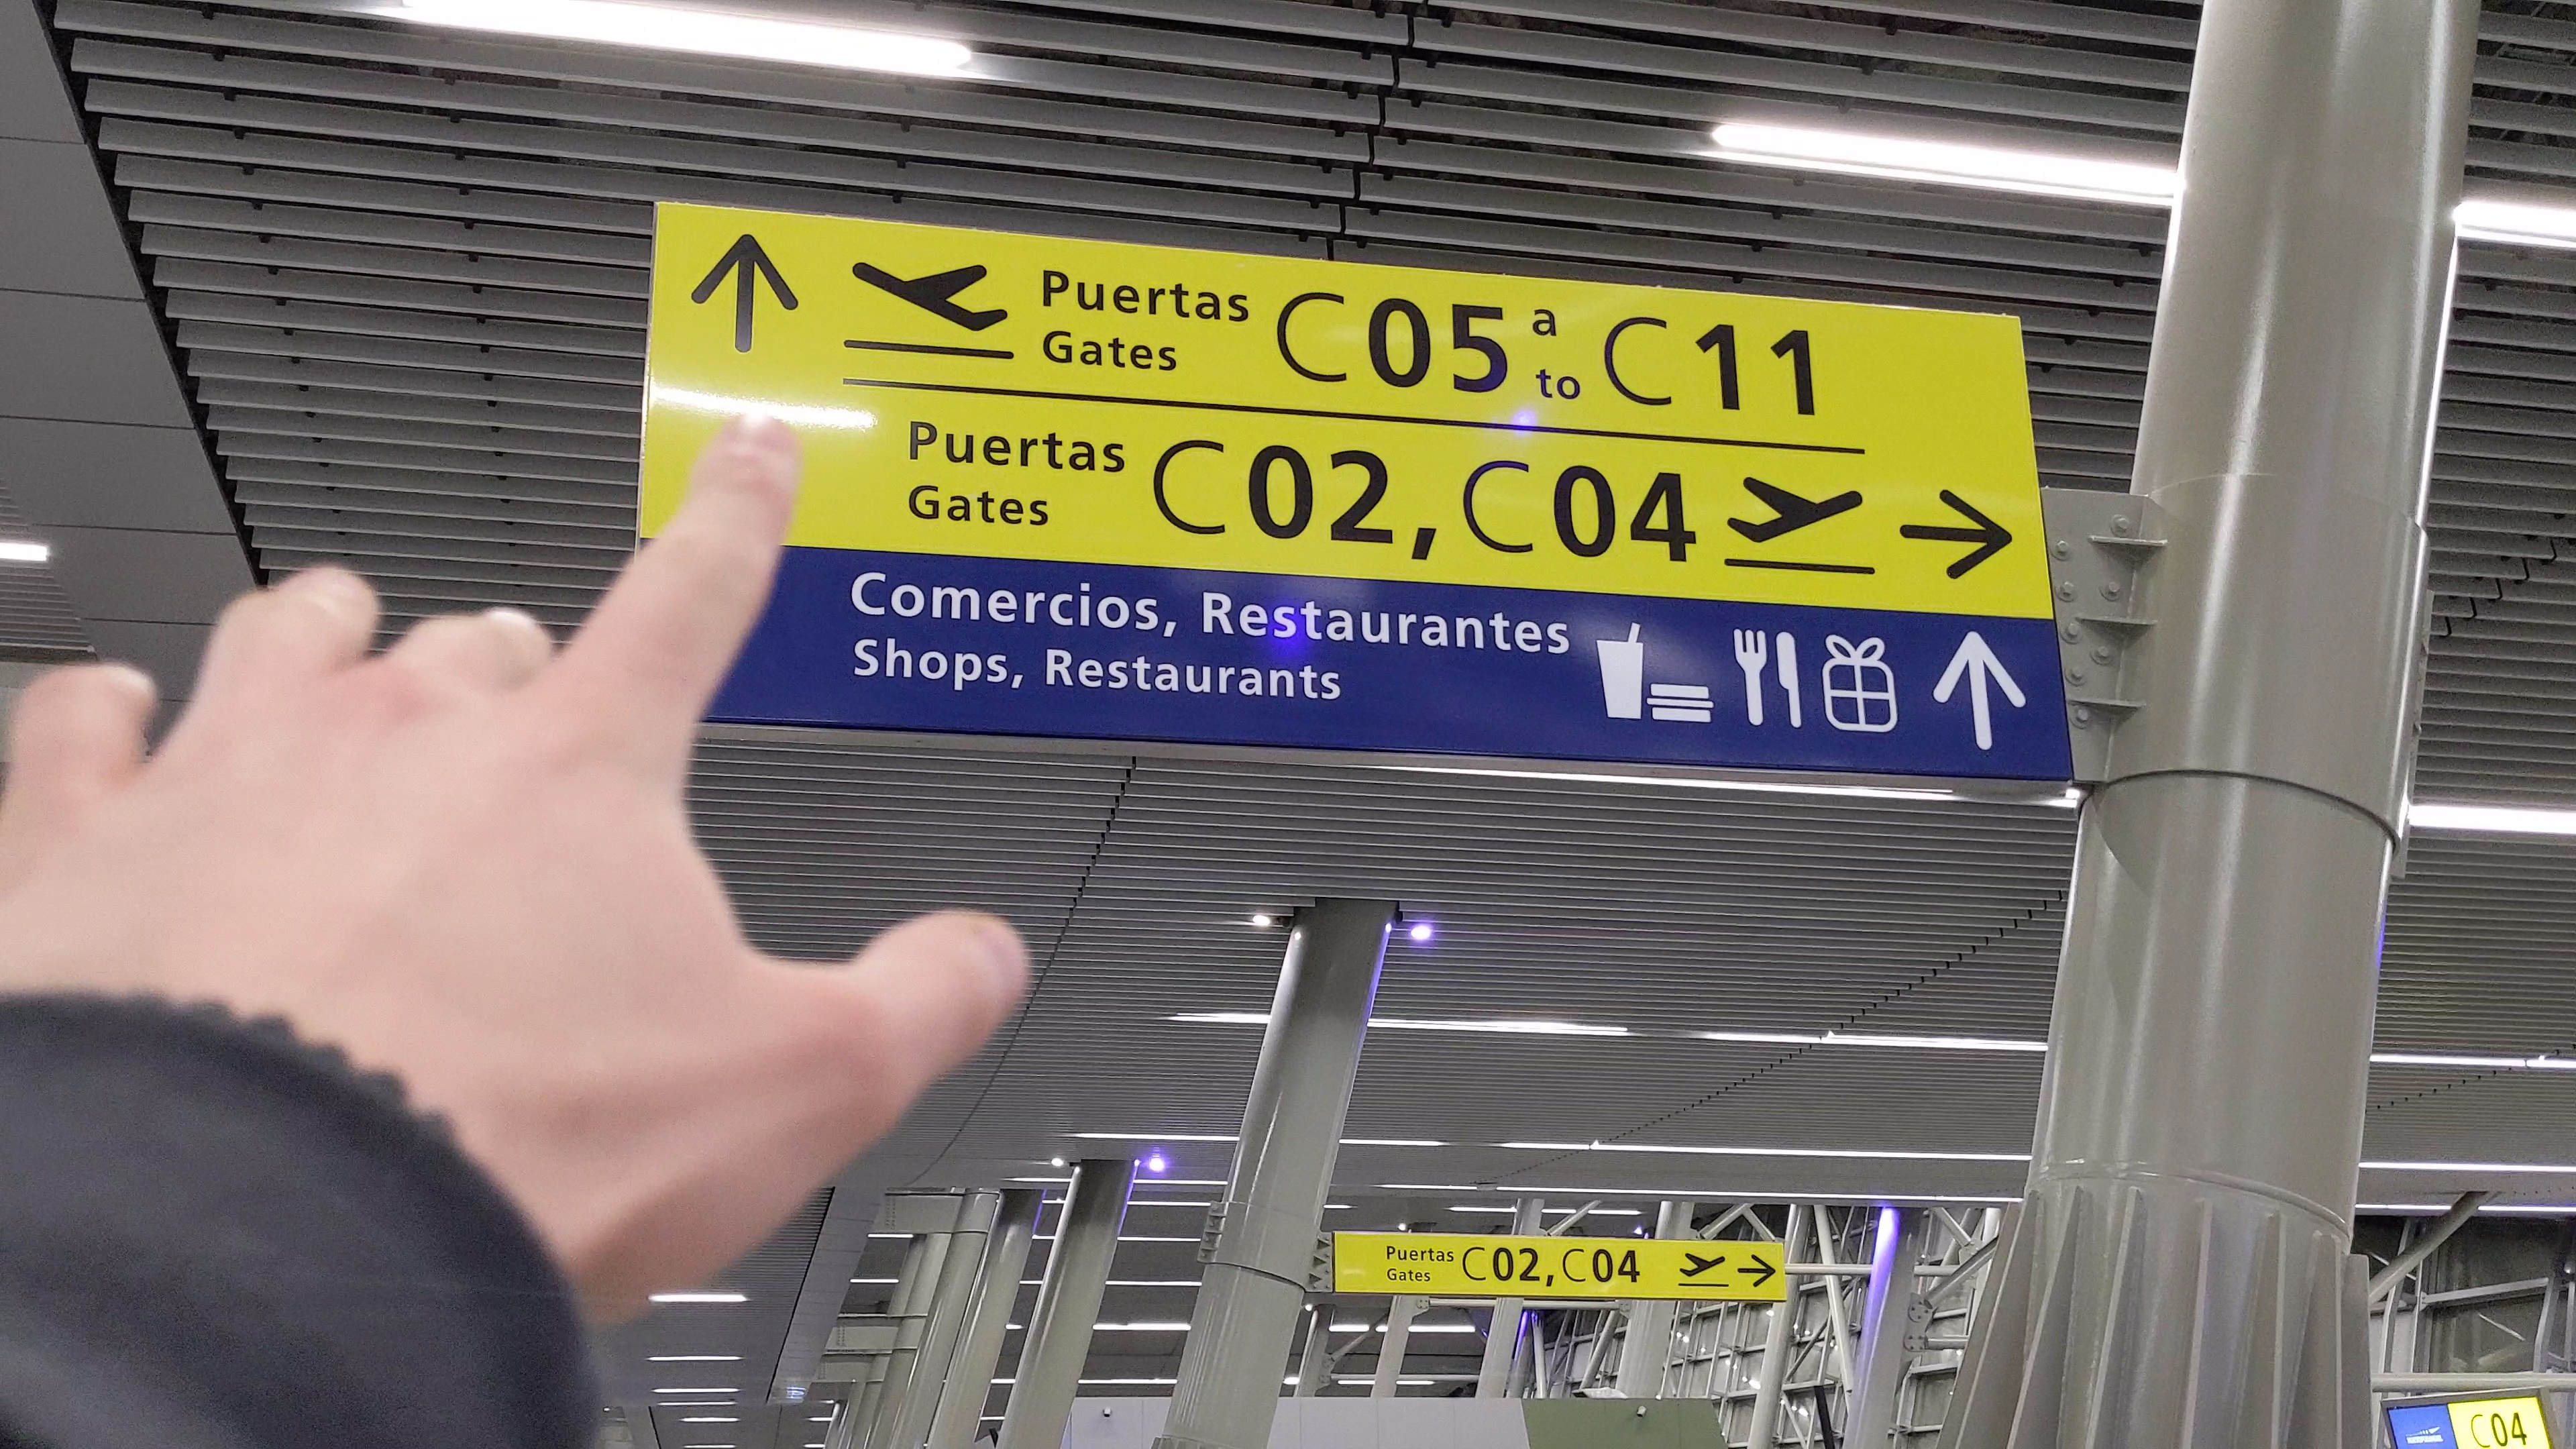 Puertas C05 a C11
Gates to
Puertas C02, C04
Gates
Comercios, Restaurantes
Shops, Restaurants
Puertas C02, C04
Gates
C04